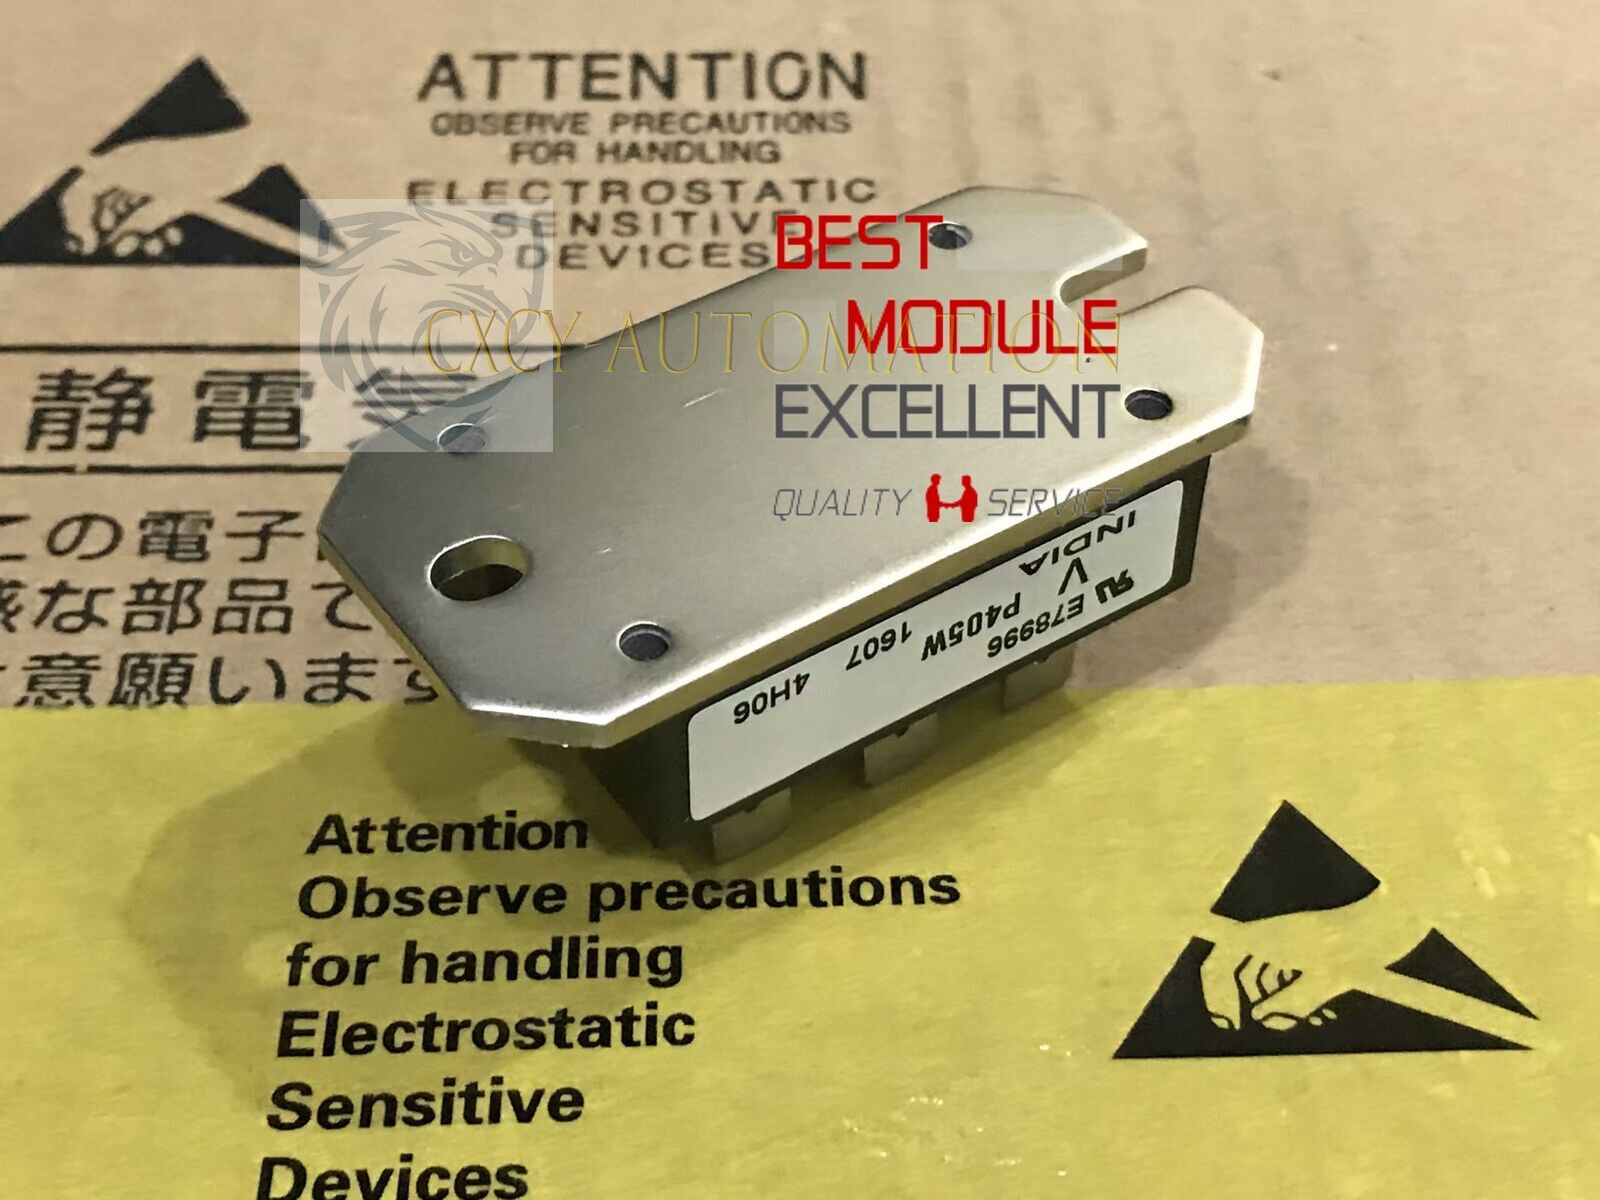 ATTENTION
OBSERVE PRECAUTIONS
FOR HANDLING
ELECTROSTATIC
SENSITIVE
DEVICES
BEST
MODULE
EXCELLENT
QUALITY SERVICE
CXCY-AUTOMATION
静電気
この電子
な部品で
意願います
INDIA
V
E78996
P405W 1607 4H06
Attention
Observe precautions
for handling
Electrostatic
Sensitive
Devices